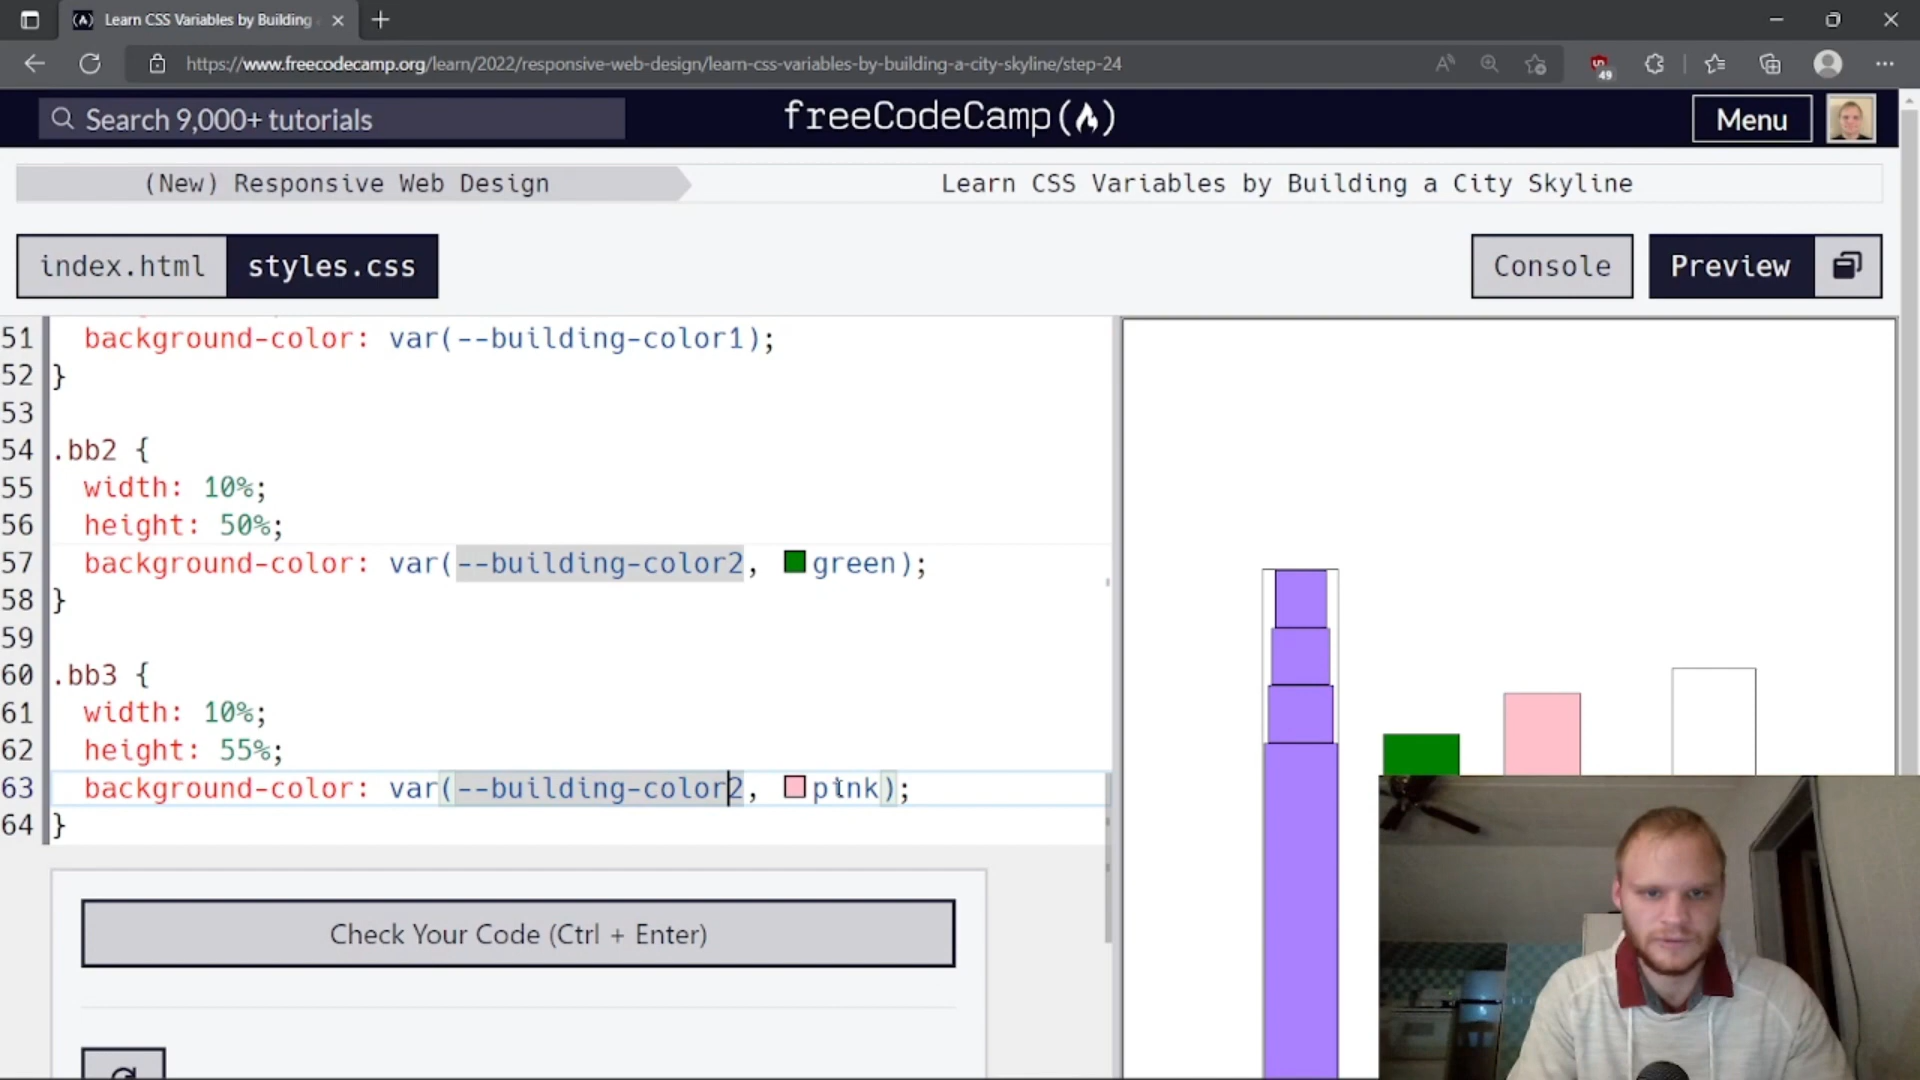 Learn CSS Variables by Building
https://www.freecodecamp.org/learn/2022/responsive-web-design/learn-css-variables-by-building-a-city-skyline/step-24
49
Search 9,000+ tutorials
freeCodeCamp(🔥)
Menu
(New) Responsive Web Design
Learn CSS Variables by Building a City Skyline
index.html
styles.css
Console
Preview
51 background-color: var(--building-color1);
52 }
53
54 .bb2 {
55 width: 10%;
56 height: 50%;
57 background-color: var(--building-color2, green);
58 }
59
60 .bb3 {
61 width: 10%;
62 height: 55%;
63 background-color: var(--building-color2, pink);
64 }
Check Your Code (Ctrl + Enter)